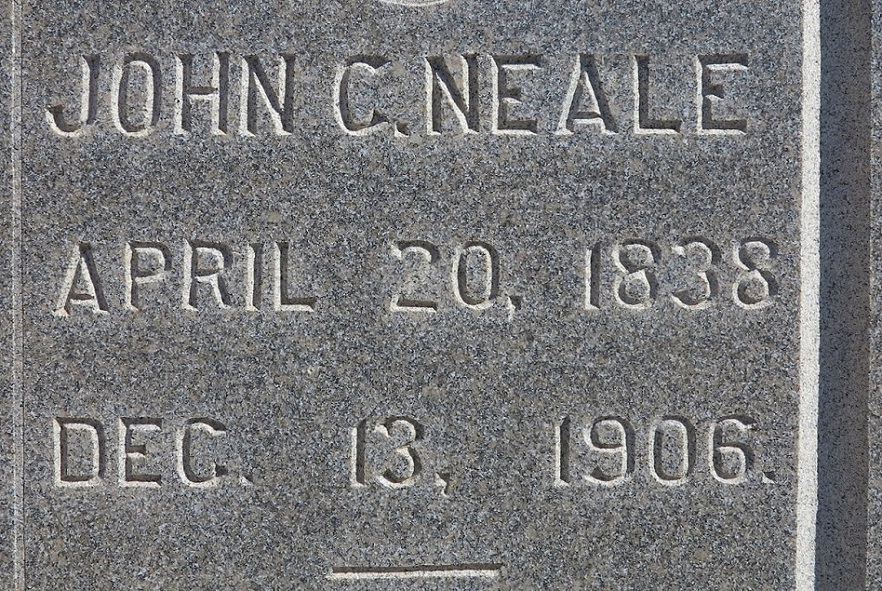 JOHN C. NEALE
APRIL 20, 1838
DEC. 13, 1906.